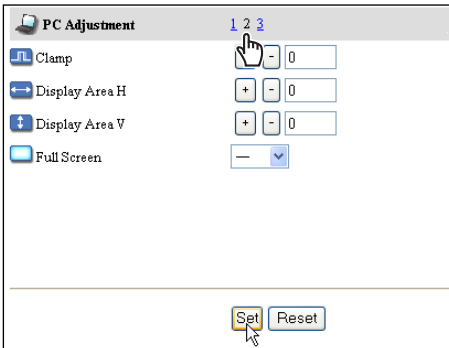 PC Adjustment 1 2 3
Clamp - 0
Display Area H + - 0
Display Area V + - 0
Full Screen —
Set Reset